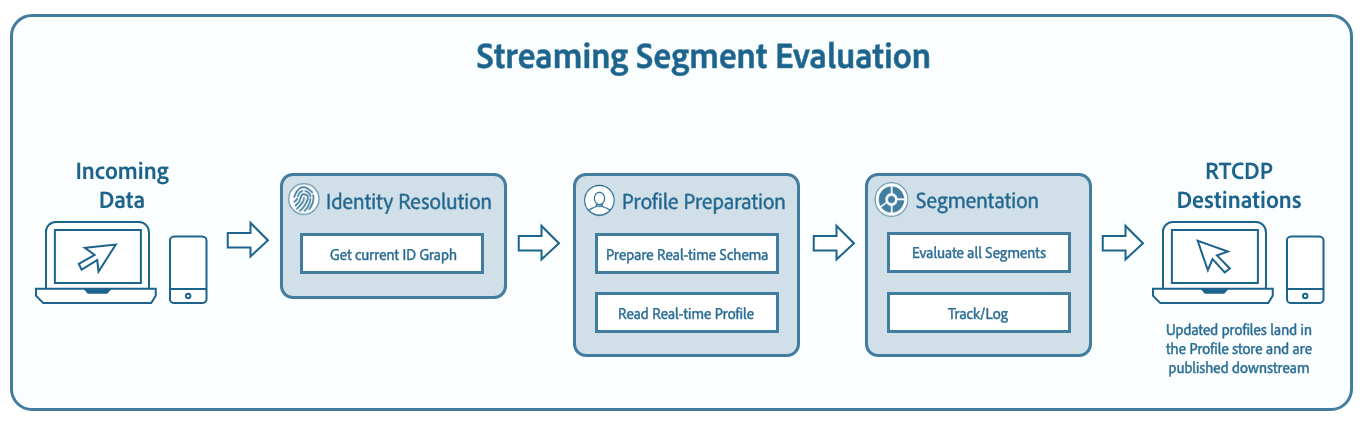 Streaming Segment Evaluation
Incoming
Data
Identity Resolution
Get current ID Graph
Profile Preparation
Prepare Real-time Schema
Read Real-time Profile
Segmentation
Evaluate all Segments
Track/Log
RTCDP
Destinations
Updated profiles land in
the Profile store and are
published downstream